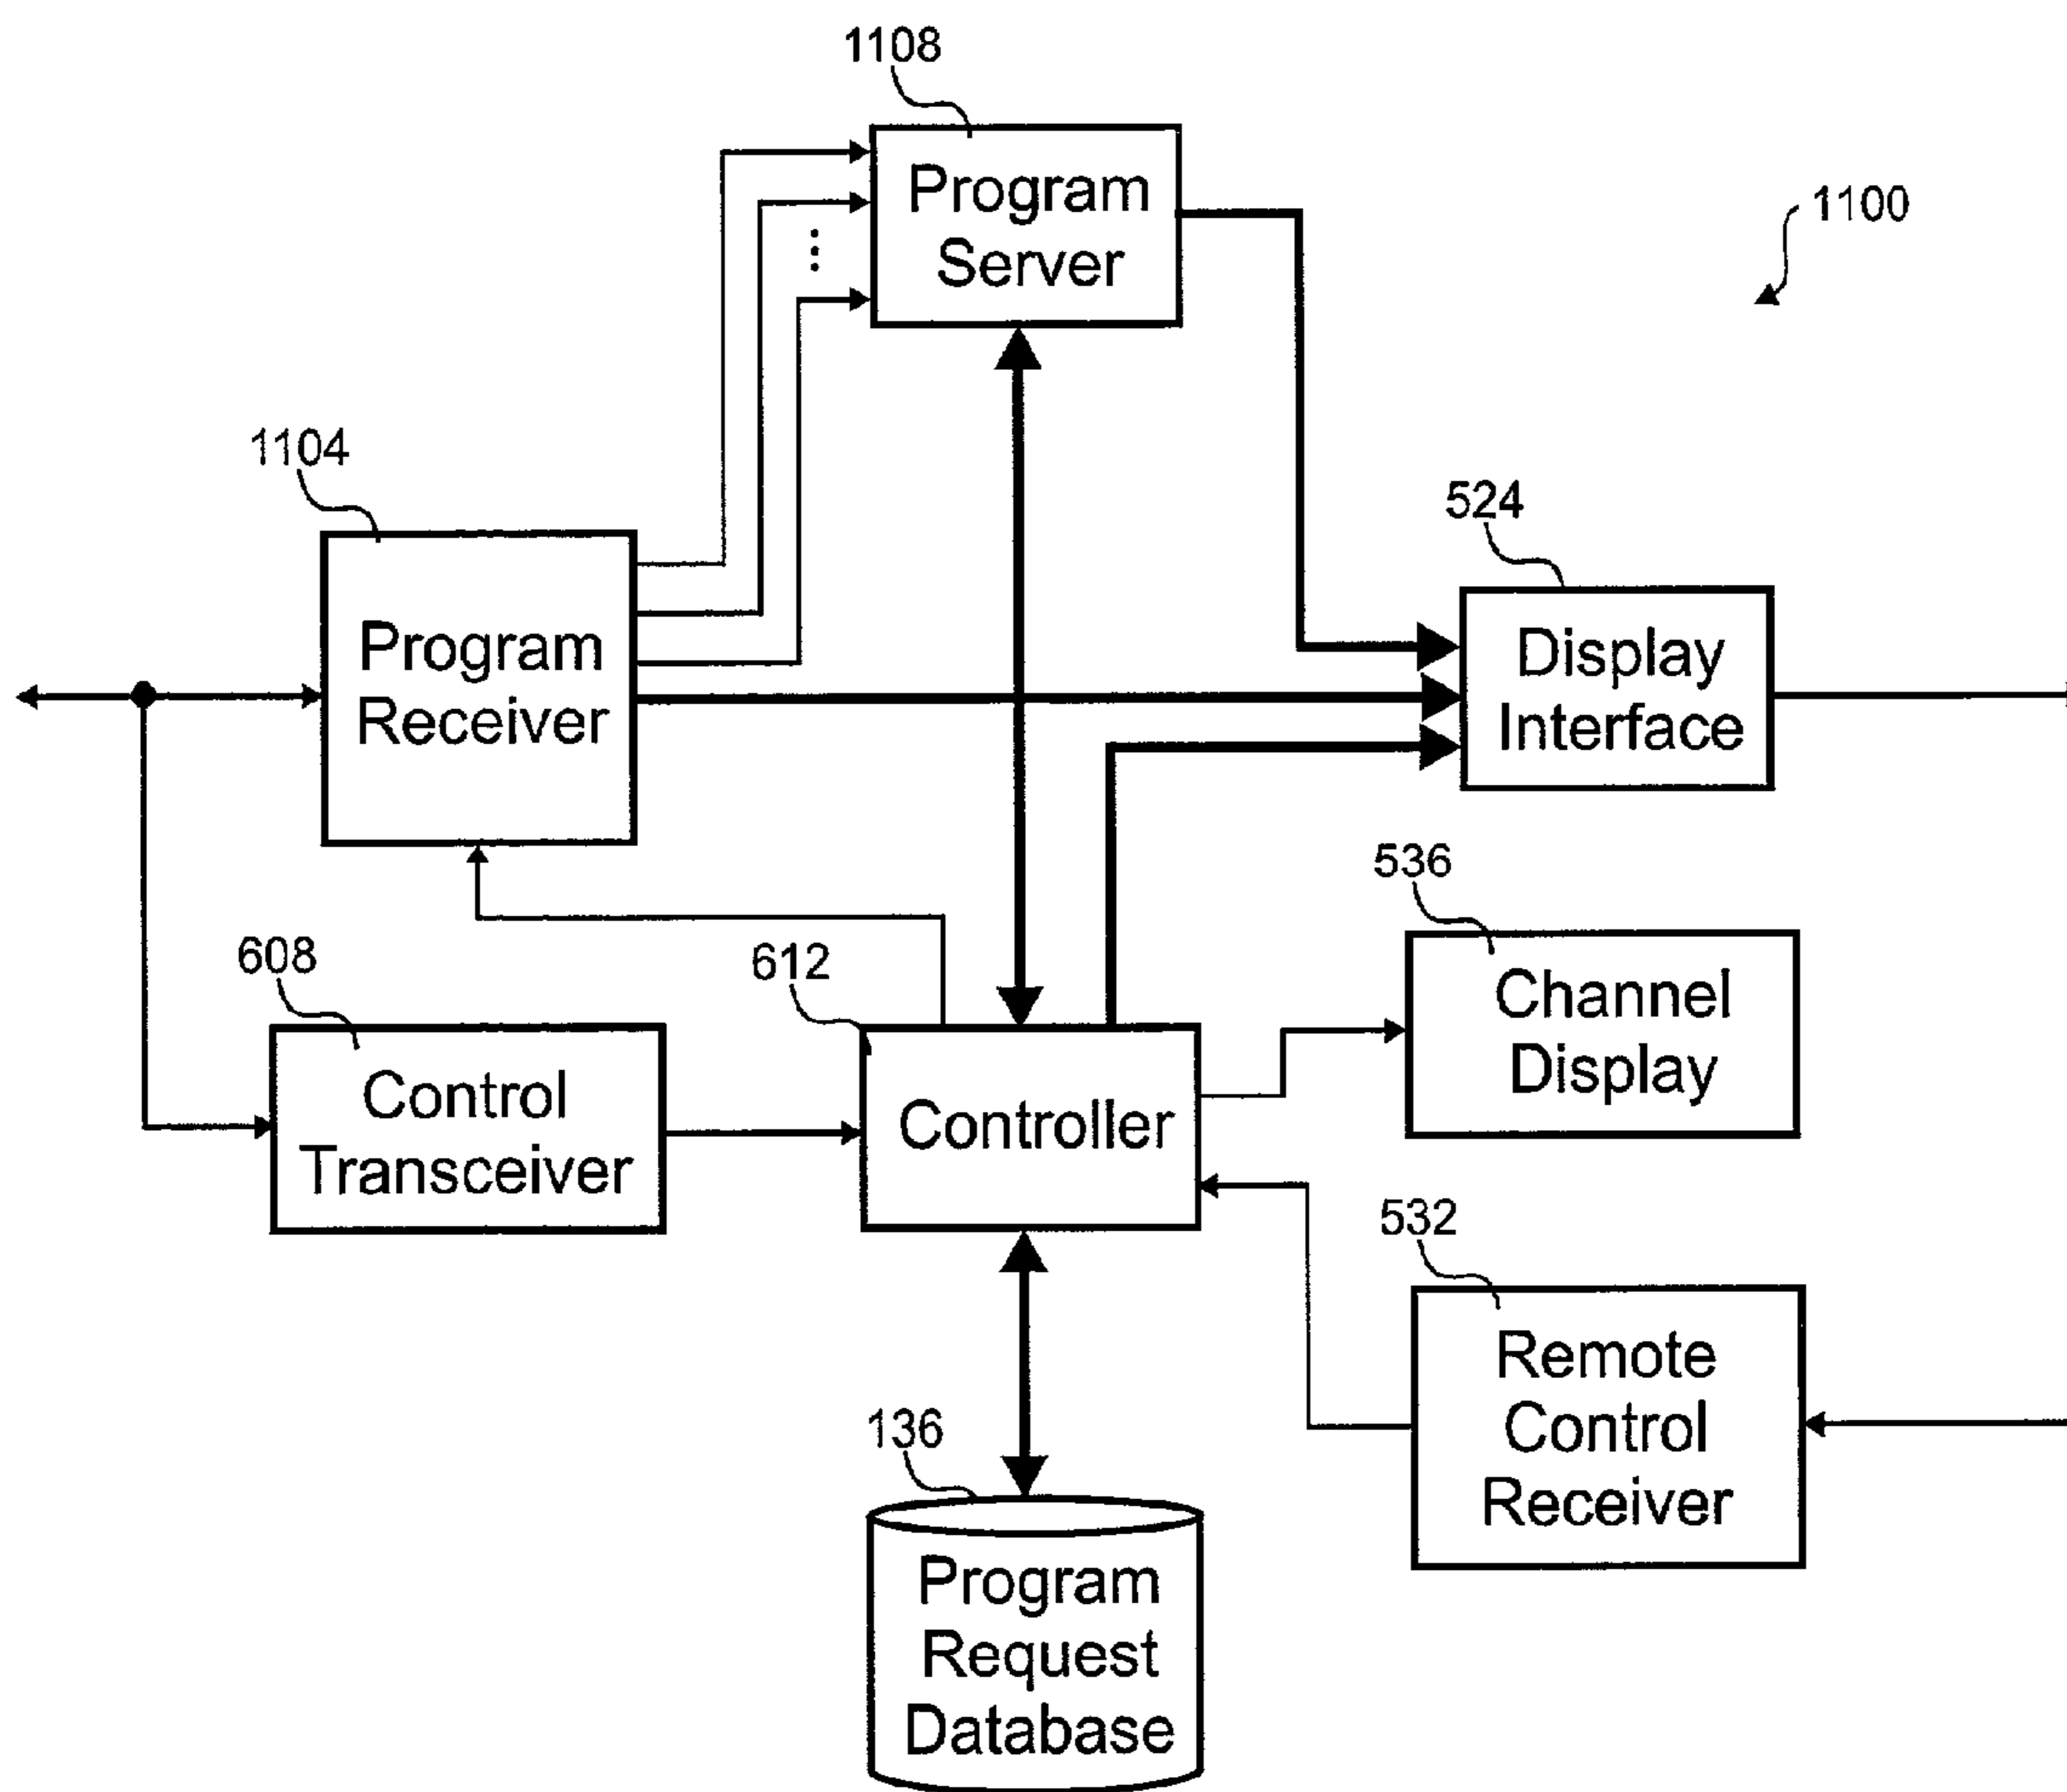 1108
Program
Server
1100
1104
Program
Receiver
524
Display
Interface
536
Channel
Display
608
Control
Transceiver
612
Controller
532
Remote
Control
Receiver
136
Program
Request
Database